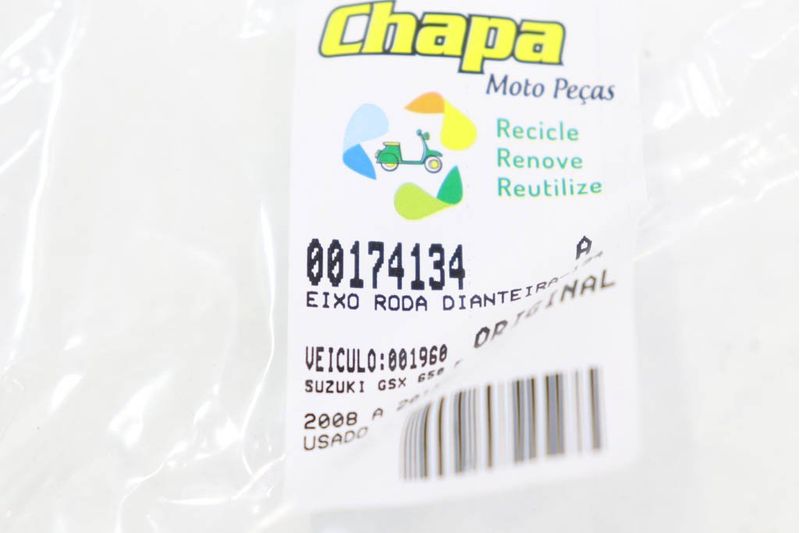 Chapa
Moto Peças
Recicle
Renove
Reutilize
00174134 A
EIXO RODA DIANTEIRA
ORIGINAL
VEICULO:001960
SUZUKI GSX 650
2008 A
USADO